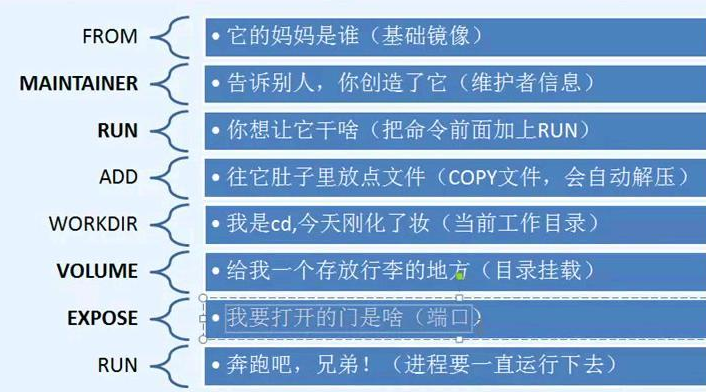 FROM
• 它的妈妈是谁（基础镜像）
MAINTAINER
• 告诉别人，你创造了它（维护者信息）
RUN
• 你想让它干啥（把命令前面加上RUN）
ADD
• 往它肚子里放点文件（COPY文件，会自动解压）
WORKDIR
• 我是cd,今天刚化了妆（当前工作目录）
VOLUME
• 给我一个存放行李的地方（目录挂载）
EXPOSE
• 我要打开的门是啥（端口）
RUN
• 奔跑吧，兄弟！（进程要一直运行下去）